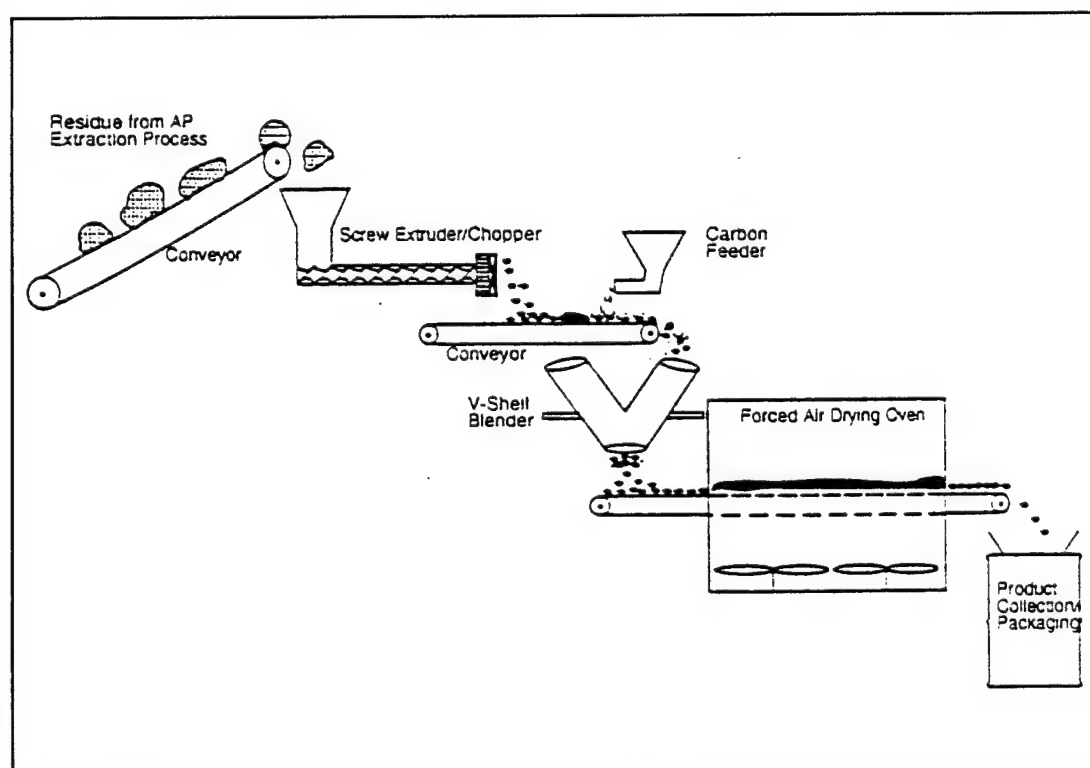 Residue from AP
Extraction Process
Conveyor
Screw Extruder/Chopper
Carbon
Feeder
Conveyor
V-Shell
Blender
Forced Air Drying Oven
Product
Collection/
Packaging